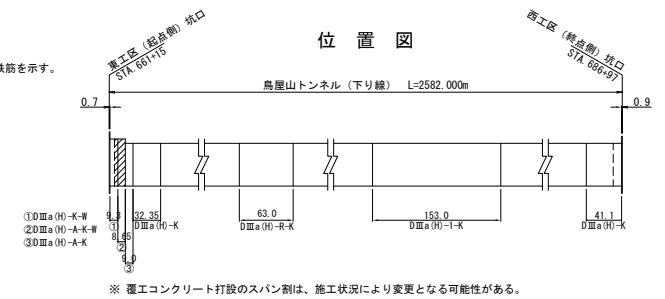 位置図
鉄筋を示す。
東工区（起点側）坑口
STA.661+15
西工区（終点側）坑口
STA.686+97
鳥屋山トンネル（下り線） L=2582.000m
0.7
0.9
①DⅢa(H)-K-W
②DⅢa(H)-A-K-W
③DⅢa(H)-A-K
9.3
①
8.65
②
9.0
③
32.35
DⅢa(H)-K
63.0
DⅢa(H)-R-K
153.0
DⅢa(H)-1-K
41.1
DⅢa(H)-K
※ 覆工コンクリート打設のスパン割は、施工状況により変更となる可能性がある。